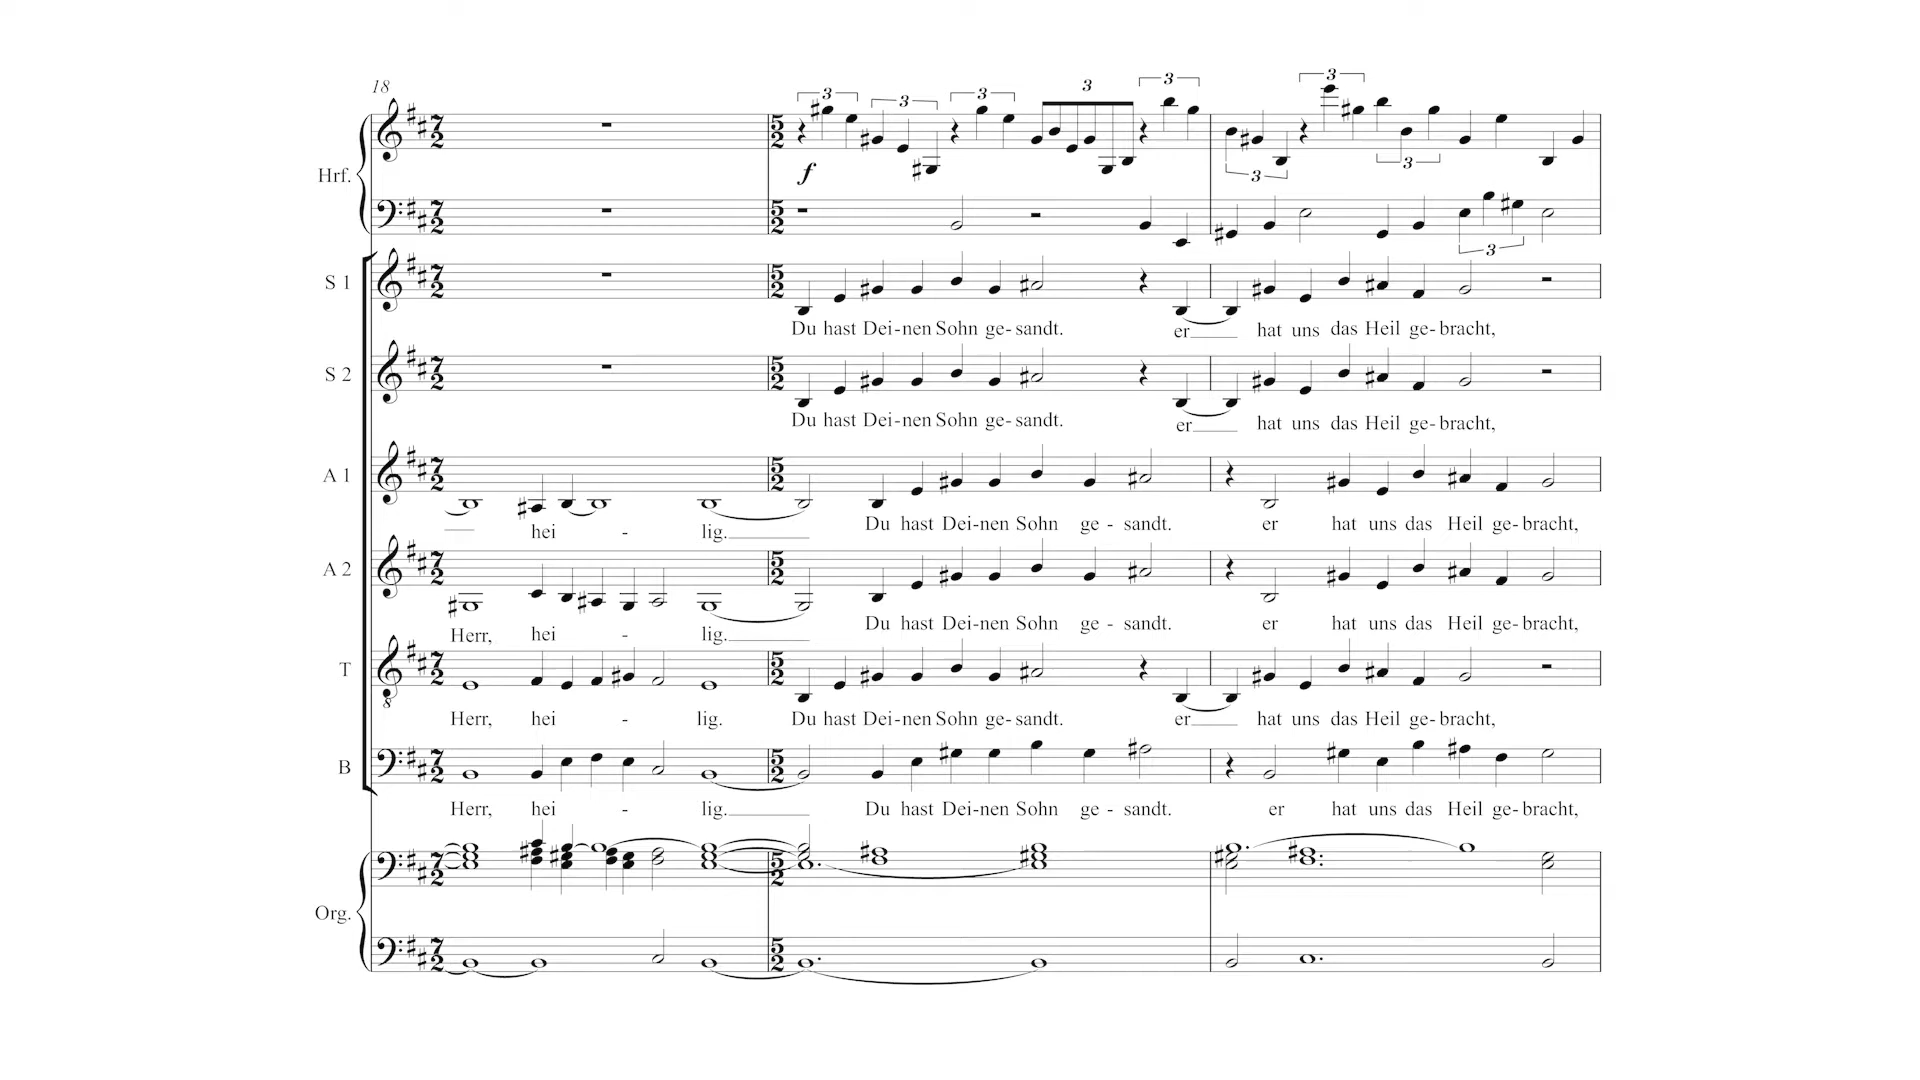 18
Hrf.
3 3 3 3 3 3
f
3 3
3
S 1
Du hast Dei-nen Sohn ge-sandt. er hat uns das Heil ge-bracht,
S 2
Du hast Dei-nen Sohn ge-sandt. er hat uns das Heil ge-bracht,
A 1
hei - lig. Du hast Dei-nen Sohn ge - sandt. er hat uns das Heil ge-bracht,
A 2
Herr, hei - lig. Du hast Dei-nen Sohn ge - sandt. er hat uns das Heil ge-bracht,
T
Herr, hei - lig. Du hast Dei-nen Sohn ge-sandt. er hat uns das Heil ge-bracht,
B
Herr, hei - lig. Du hast Dei-nen Sohn ge - sandt. er hat uns das Heil ge-bracht,
Org.